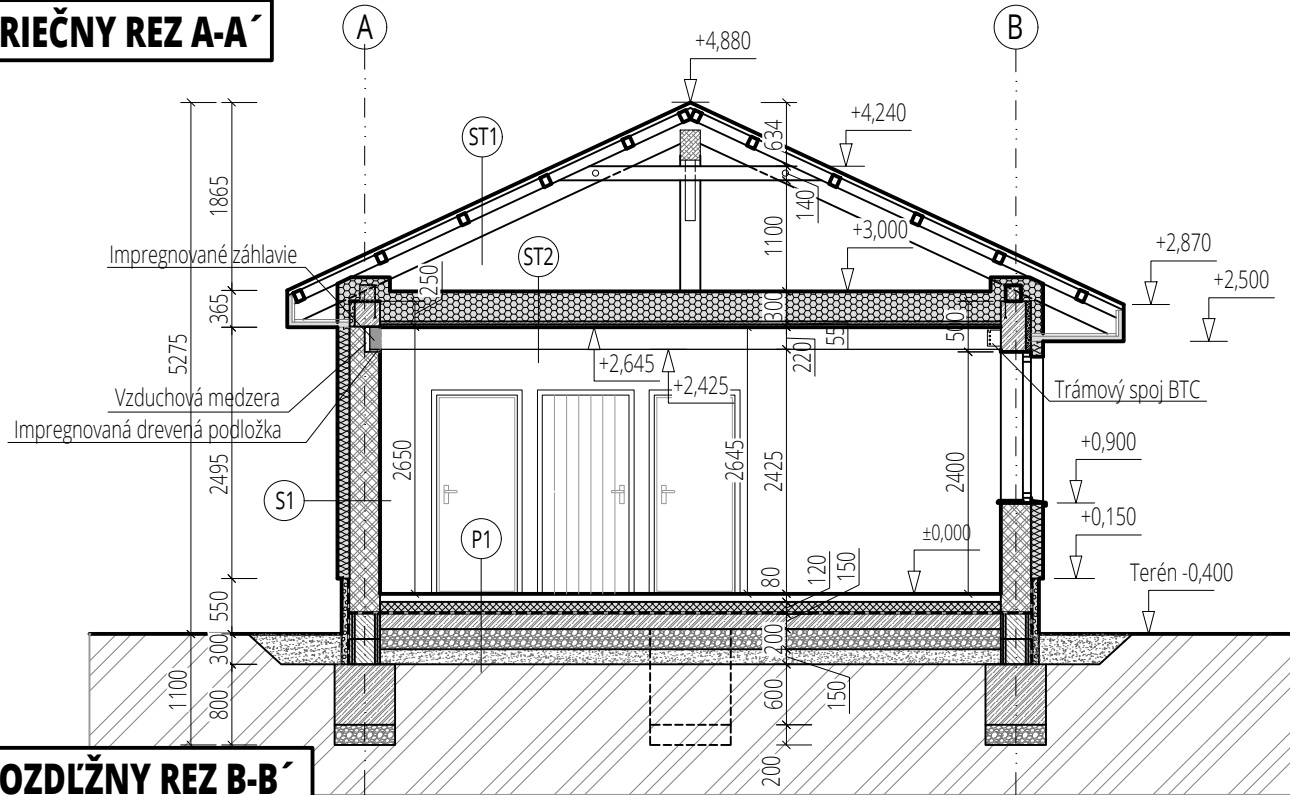 RIEČNY REZ A-A´
A
B
+4,880
+4,240
ST1
634
1865
140
1100
+3,000
+2,870
Impregnované záhlavie
ST2
250
+2,500
365
300
55
500
5275
220
+2,645
+2,425
Vzduchová medzera
Trámový spoj BTC
Impregnovaná drevená podložka
+0,900
2495
2650
2645
2425
2400
S1
+0,150
P1
±0,000
80
120
150
Terén -0,400
550
300
200
1100
800
600
150
200
OZDĹŽNY REZ B-B´